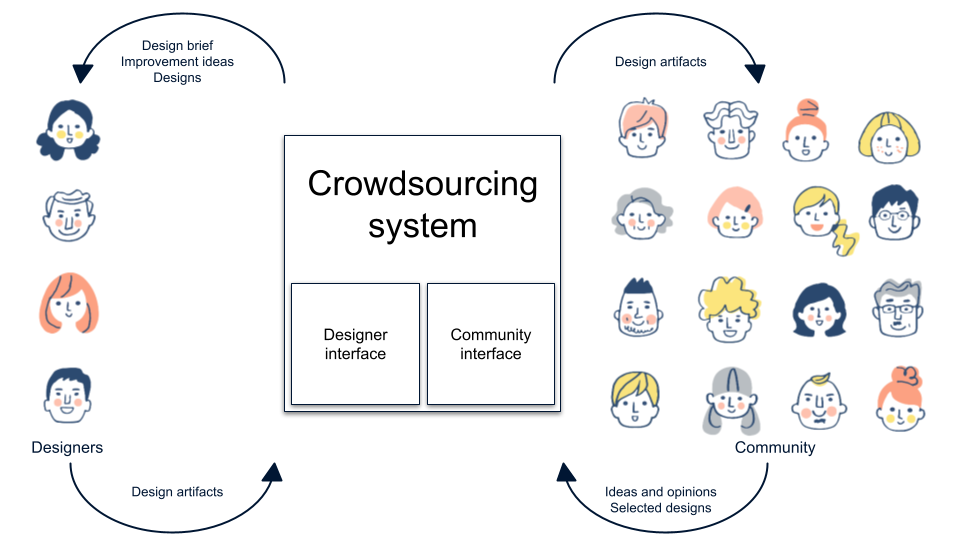 Design brief
Improvement ideas
Designs
Design artifacts
Crowdsourcing
system
Designer
interface
Community
interface
Designers
Community
Design artifacts
Ideas and opinions
Selected designs